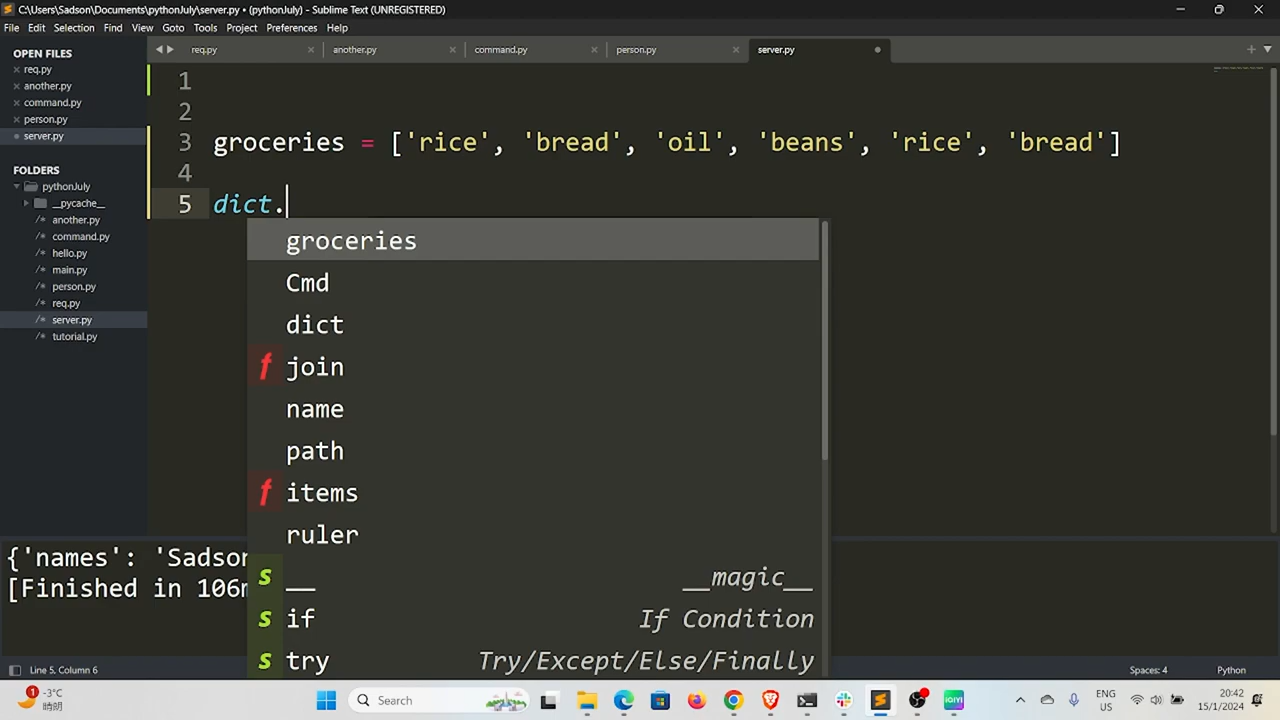 C:\Users\Sadson\Documents\pythonJuly\server.py • (pythonJuly) - Sublime Text (UNREGISTERED)
File Edit Selection Find View Goto Tools Project Preferences Help
OPEN FILES
req.py
another.py
command.py
person.py
server.py
FOLDERS
pythonJuly
__pycache__
another.py
command.py
hello.py
main.py
person.py
req.py
server.py
tutorial.py
req.py another.py command.py person.py server.py
1
2
3 groceries = ['rice', 'bread', 'oil', 'beans', 'rice', 'bread']
4
5 dict.
groceries
Cmd
dict
f join
name
path
f items
ruler
s __ __magic__
s if If Condition
s try Try/Except/Else/Finally
{'names': 'Sadson
[Finished in 106m
Line 5, Column 6 Spaces: 4 Python
1 -3°C
晴朗
Search
ENG
US
20:42
15/1/2024